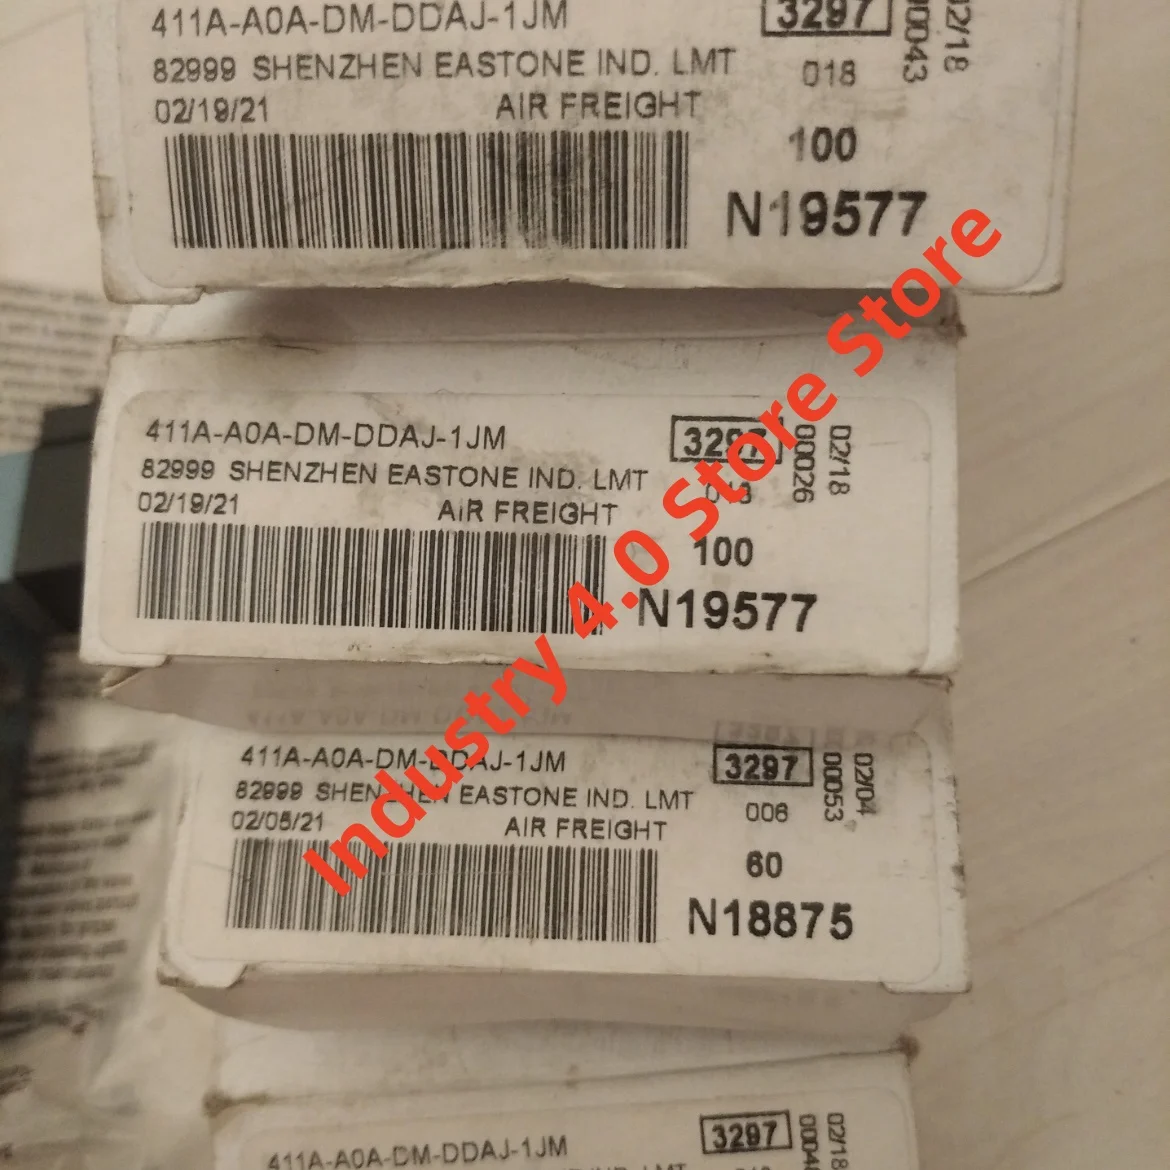 411A-A0A-DM-DDAJ-1JM
3297
00043
02/18
82999 SHENZHEN EASTONE IND. LMT
018
02/19/21
AIR FREIGHT
100
N19577
411A-A0A-DM-DDAJ-1JM
3297
00026
02/18
82999 SHENZHEN EASTONE IND. LMT
018
02/19/21
AIR FREIGHT
100
N19577
411A-A0A-DM-DDAJ-1JM
3297
00053
02/04
82999 SHENZHEN EASTONE IND. LMT
006
02/05/21
AIR FREIGHT
60
N18875
411A-A0A-DM-DDAJ-1JM
3297
02/18
Industry 4.0 Store Store